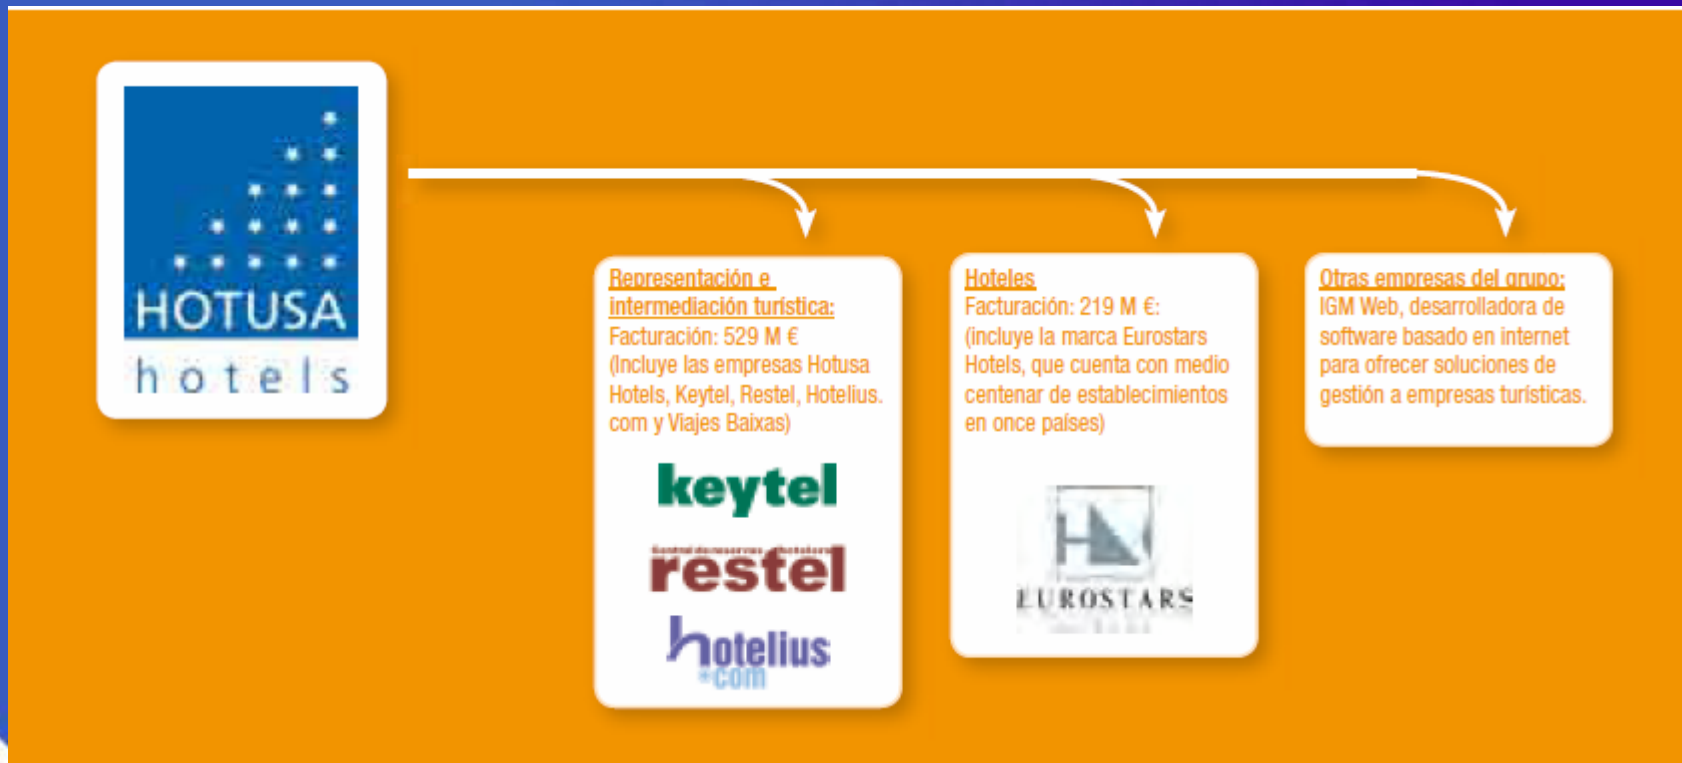 HOTUSA
hotels
Representación e
intermediación turística:
Facturación: 529 M €
(Incluye las empresas Hotusa
Hotels, Keytel, Restel, Hotelius.
com y Viajes Baixas)
keytel
restel
hotelius
.com
Hoteles
Facturación: 219 M €:
(incluye la marca Eurostars
Hotels, que cuenta con medio
centenar de establecimientos
en once países)
EUROSTARS
Otras empresas del grupo:
IGM Web, desarrolladora de
software basado en internet
para ofrecer soluciones de
gestión a empresas turísticas.